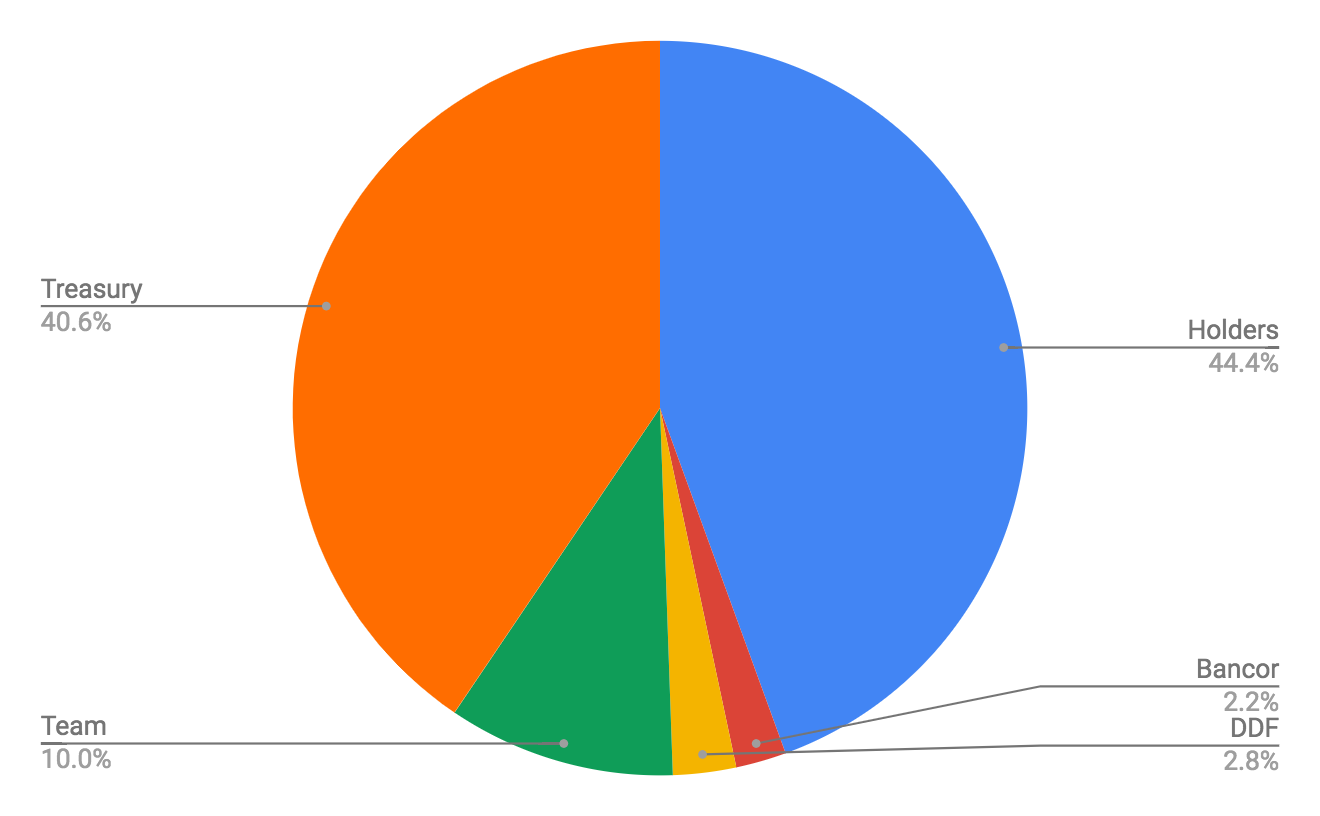 Treasury
40.6%
Holders
44.4%
Bancor
2.2%
DDF
2.8%
Team
10.0%